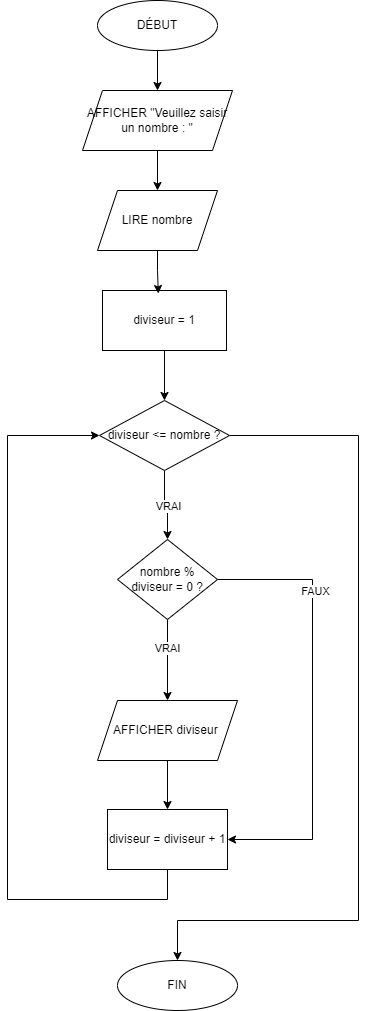 DÉBUT
AFFICHER "Veuillez saisir
un nombre : "
LIRE nombre
diviseur = 1
diviseur <= nombre ?
VRAI
nombre %
diviseur = 0 ?
FAUX
VRAI
AFFICHER diviseur
diviseur = diviseur + 1
FIN